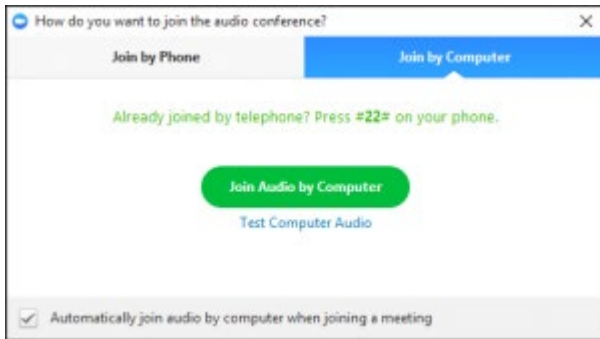 How do you want to join the audio conference?
Join by Phone
Join by Computer
Already joined by telephone? Press #22# on your phone.
Join Audio by Computer
Test Computer Audio
Automatically join audio by computer when joining a meeting